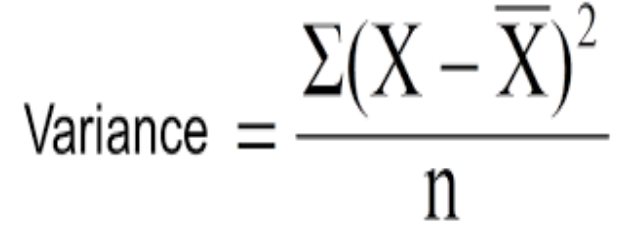 Variance = Σ(X − X̅)²
n